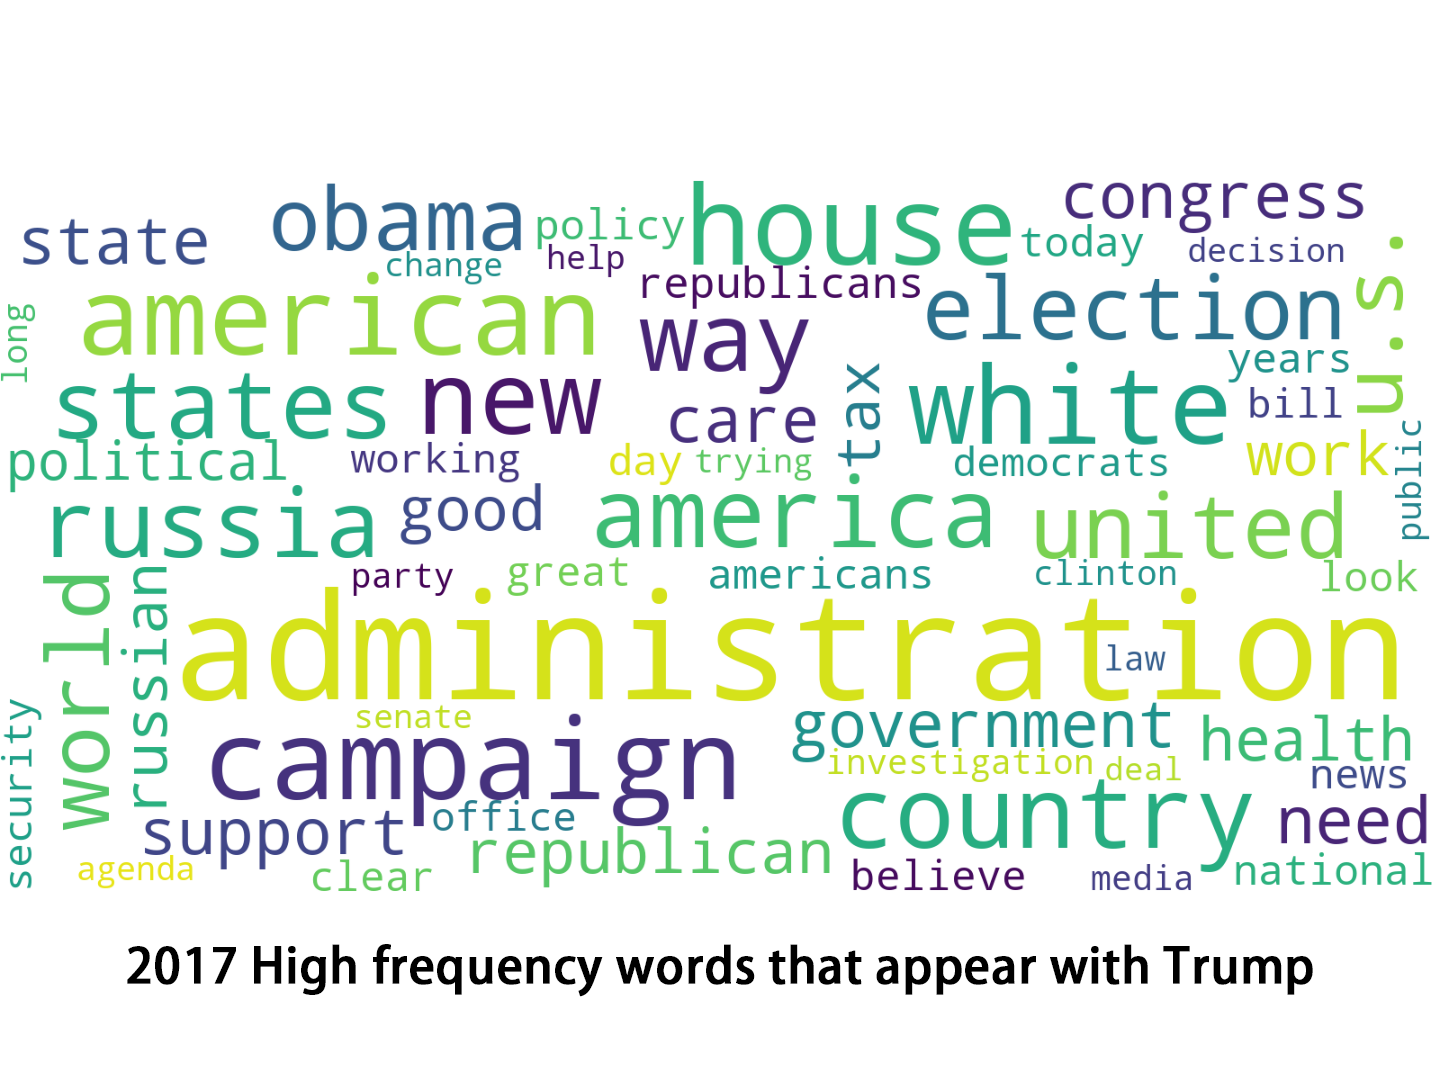 state
obama
policy
house
congress
today
decision
change
help
republicans
long
american
way
election
u.s.
years
states
new
care
tax
white
bill
political
working
day
trying
democrats
work
public
russia
good
america
united
party
great
americans
clinton
look
world
russian
administration
law
security
senate
campaign
government
health
investigation
deal
news
support
office
country
need
republican
agenda
clear
believe
media
national
2017 High frequency words that appear with Trump